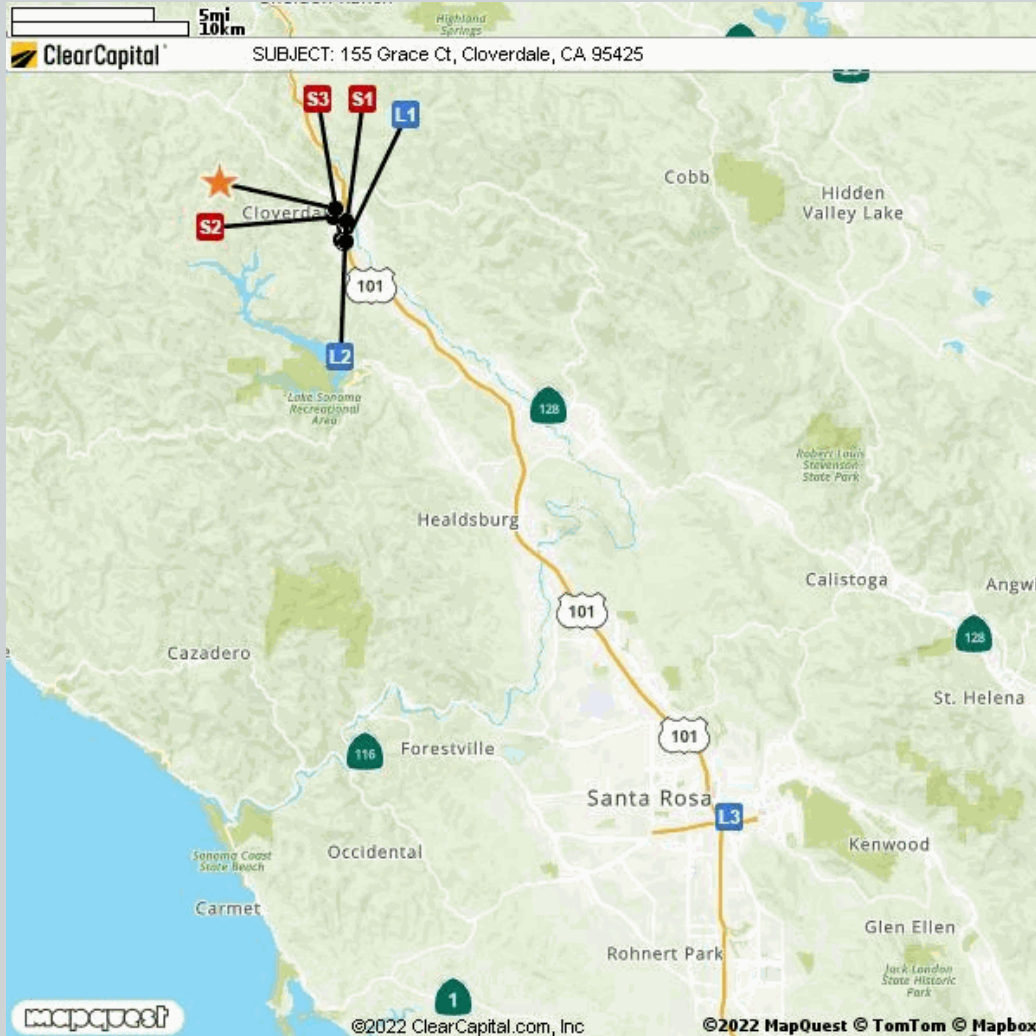 5mi
10km
Highland
Springs
ClearCapital
SUBJECT: 155 Grace Ct, Cloverdale, CA 95425
S3
S1
L1
Cobb
Hidden
Valley Lake
Cloverda
S2
101
L2
Lake Sonoma
Recreational
Area
128
Robert Louis
Stevenson
State Park
Healdsburg
Calistoga
Angwi
101
128
Cazadero
St. Helena
101
116
Forestville
Santa Rosa
L3
Kenwood
Sonoma Coast
State Beach
Occidental
Carmet
Glen Ellen
Rohnert Park
Jack London
State Historic
Park
1
mapquest
©2022 ClearCapital.com, Inc
©2022 MapQuest © TomTom © Mapbox